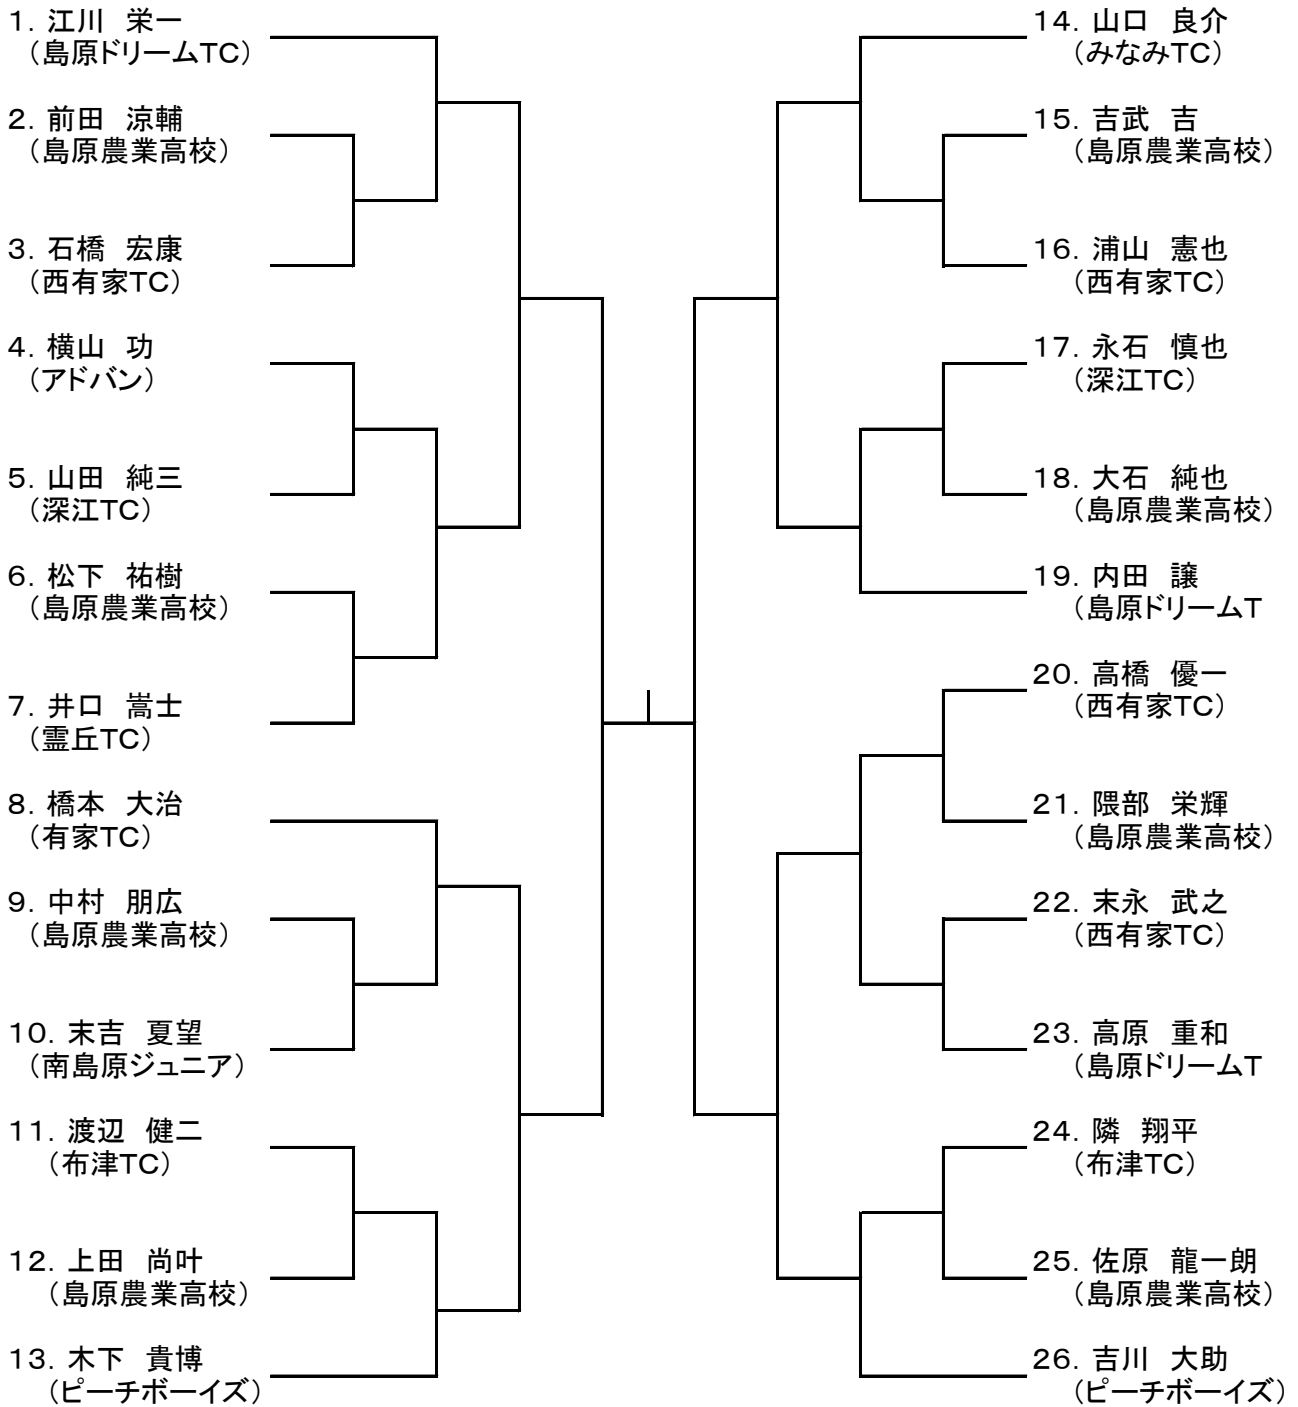 1．江川　栄一
（島原ドリームTC）
2．前田　涼輔
（島原農業高校）
3．石橋　宏康
（西有家TC）
4．横山　功
（アドバン）
5．山田　純三
（深江TC）
6．松下　祐樹
（島原農業高校）
7．井口　嵩士
（霊丘TC）
8．橋本　大治
（有家TC）
9．中村　朋広
（島原農業高校）
10．末吉　夏望
（南島原ジュニア）
11．渡辺　健二
（布津TC）
12．上田　尚叶
（島原農業高校）
13．木下　貴博
（ピーチボーイズ）
14．山口　良介
（みなみTC）
15．吉武　吉
（島原農業高校）
16．浦山　憲也
（西有家TC）
17．永石　慎也
（深江TC）
18．大石　純也
（島原農業高校）
19．内田　譲
（島原ドリームT
20．高橋　優一
（西有家TC）
21．隈部　栄輝
（島原農業高校）
22．末永　武之
（西有家TC）
23．高原　重和
（島原ドリームT
24．隣　翔平
（布津TC）
25．佐原　龍一朗
（島原農業高校）
26．吉川　大助
（ピーチボーイズ）